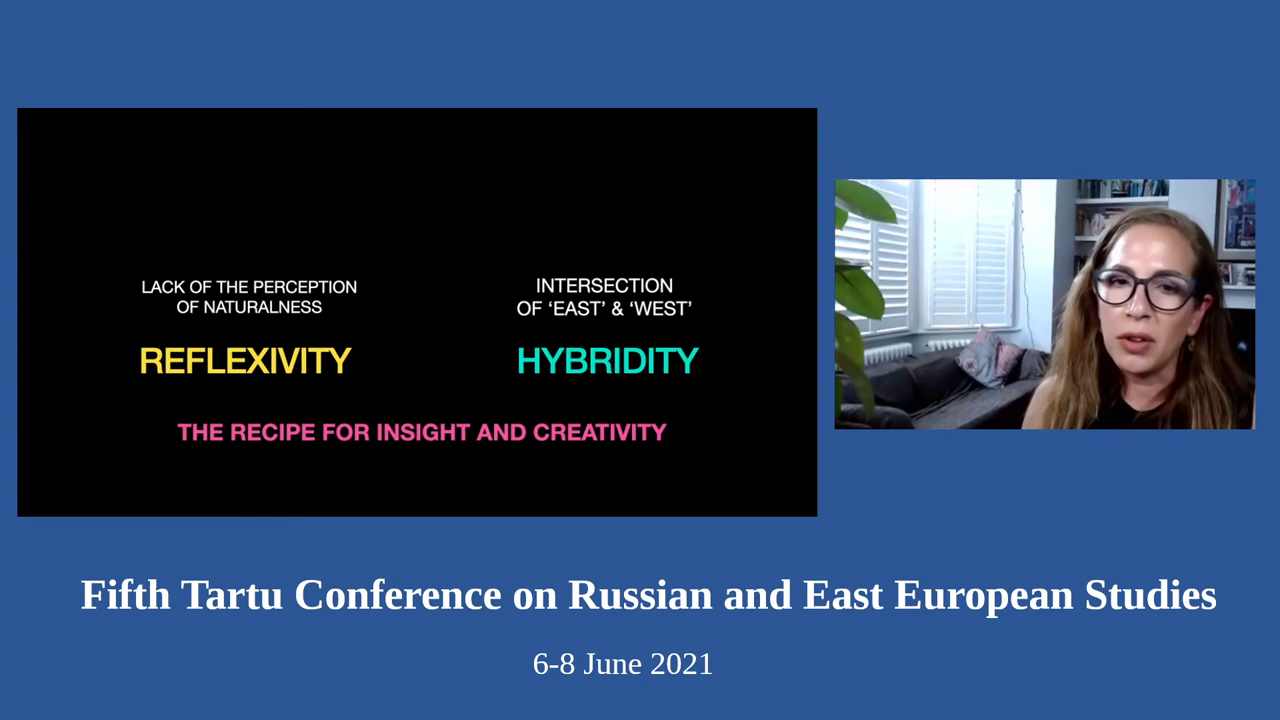 LACK OF THE PERCEPTION
OF NATURALNESS
REFLEXIVITY
INTERSECTION
OF ‘EAST’ & ‘WEST’
HYBRIDITY
THE RECIPE FOR INSIGHT AND CREATIVITY
Fifth Tartu Conference on Russian and East European Studies
6-8 June 2021